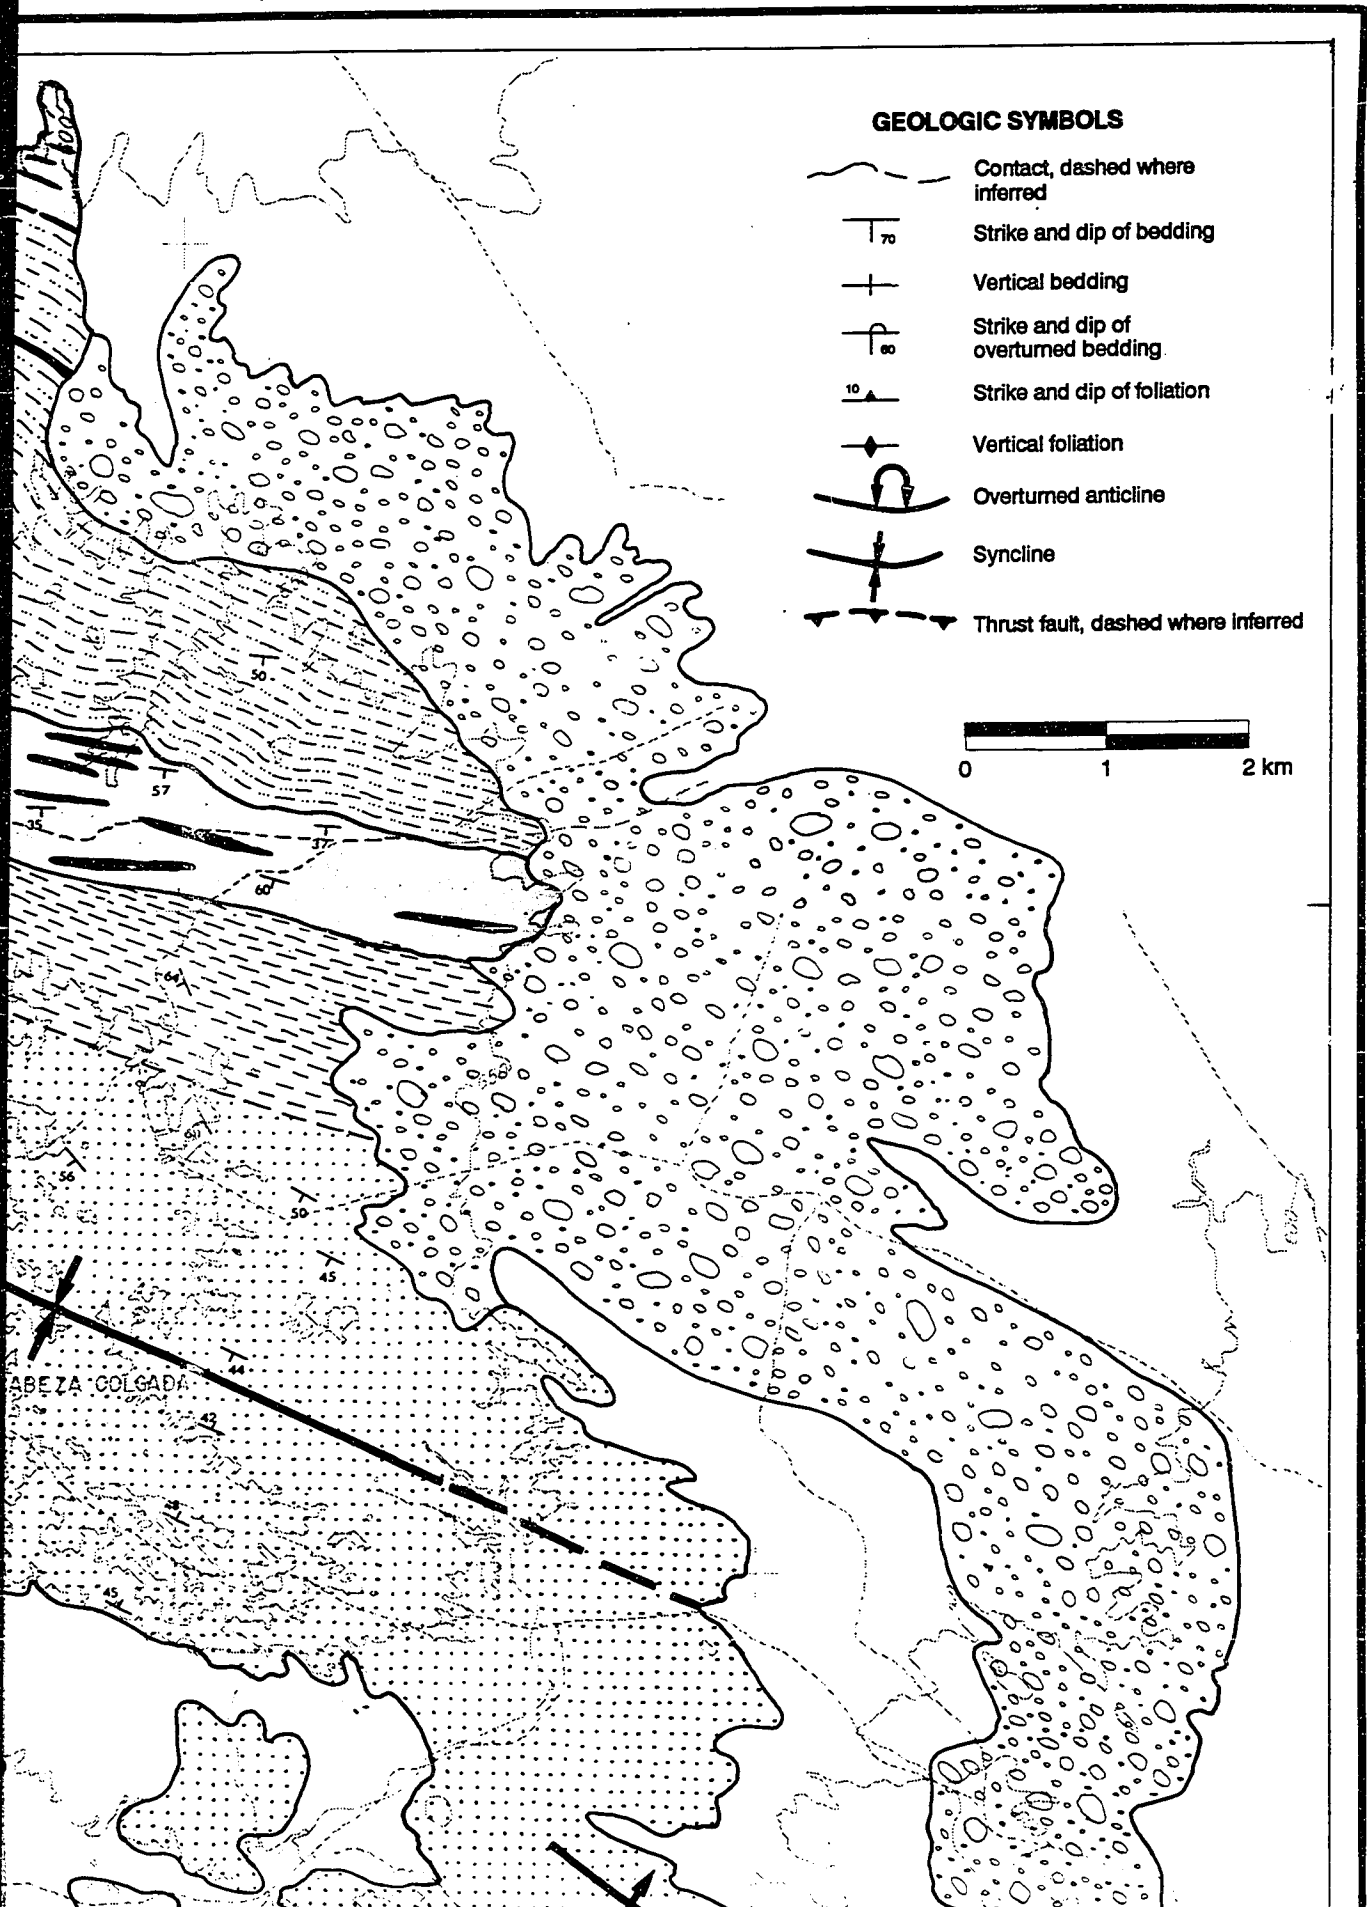 GEOLOGIC SYMBOLS
Contact, dashed where
inferred
70
Strike and dip of bedding
Vertical bedding
60
Strike and dip of
overturned bedding
10
Strike and dip of foliation
Vertical foliation
Overturned anticline
Syncline
Thrust fault, dashed where inferred
0 1 2 km
50
57
35
37
60
64
56
50
45
44
ABEZA COLGADA
42
45